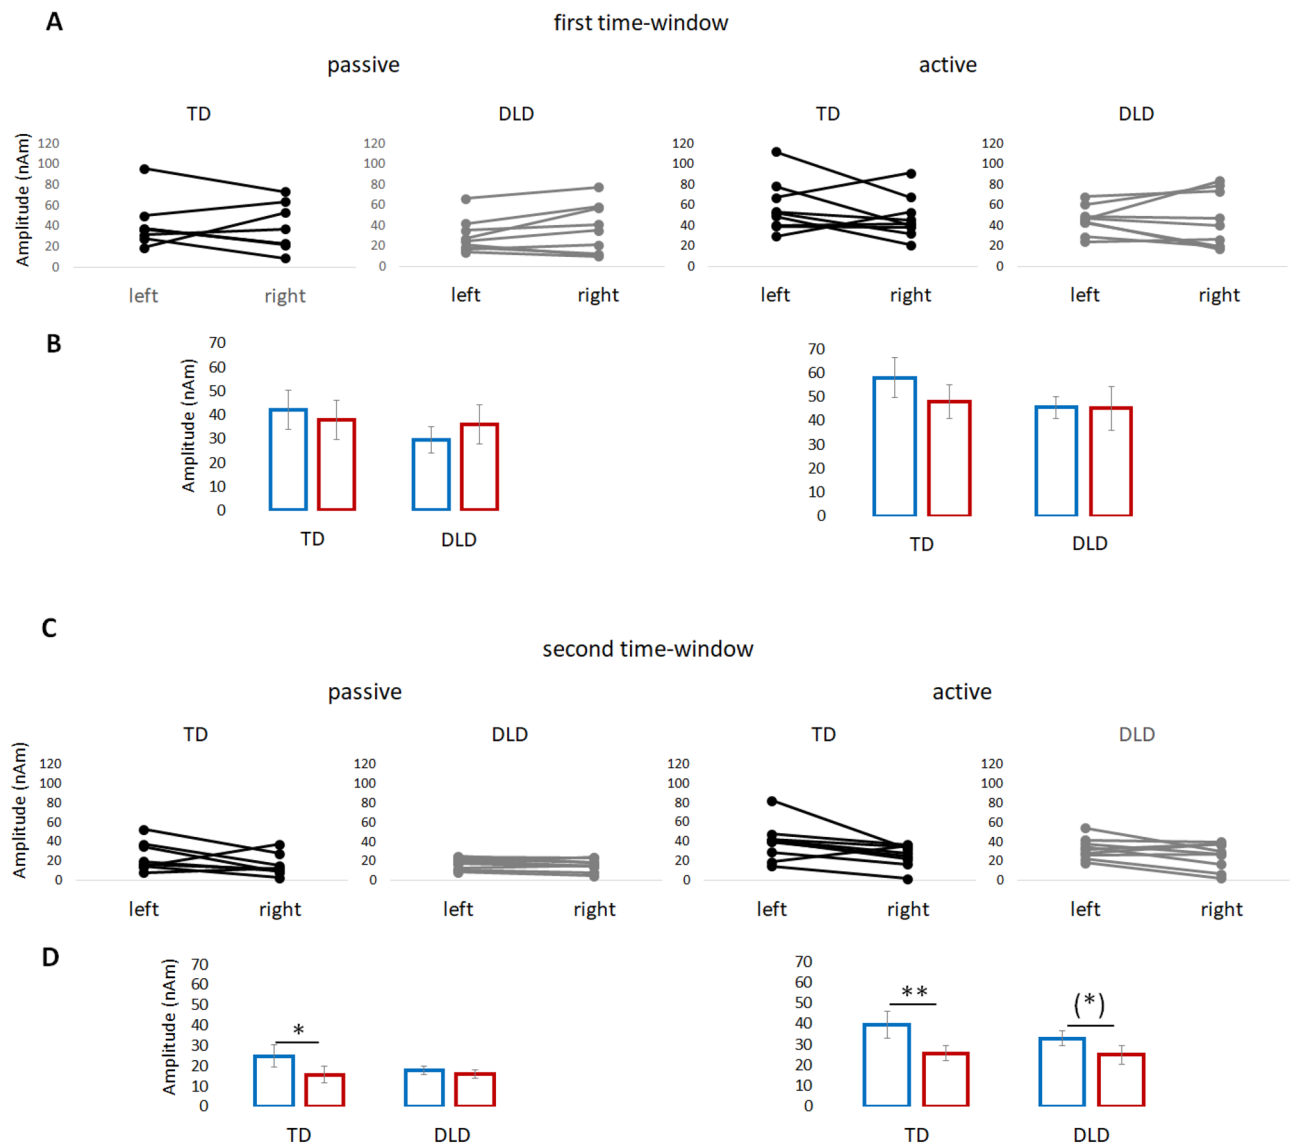 A
first time-window
passive
active
TD
DLD
TD
DLD
Amplitude (nAm)
120
100
80
60
40
20
0
120
100
80
60
40
20
0
120
100
80
60
40
20
0
120
100
80
60
40
20
0
left right
left right
left right
left right
B
Amplitude (nAm)
70
60
50
40
30
20
10
0
TD DLD
70
60
50
40
30
20
10
0
TD DLD
C
second time-window
passive
active
TD
DLD
TD
DLD
Amplitude (nAm)
120
100
80
60
40
20
0
120
100
80
60
40
20
0
120
100
80
60
40
20
0
120
100
80
60
40
20
0
left right
left right
left right
left right
D
Amplitude (nAm)
70
60
50
40
30
20
10
0
*
TD DLD
70
60
50
40
30
20
10
0
**
(*)
TD DLD